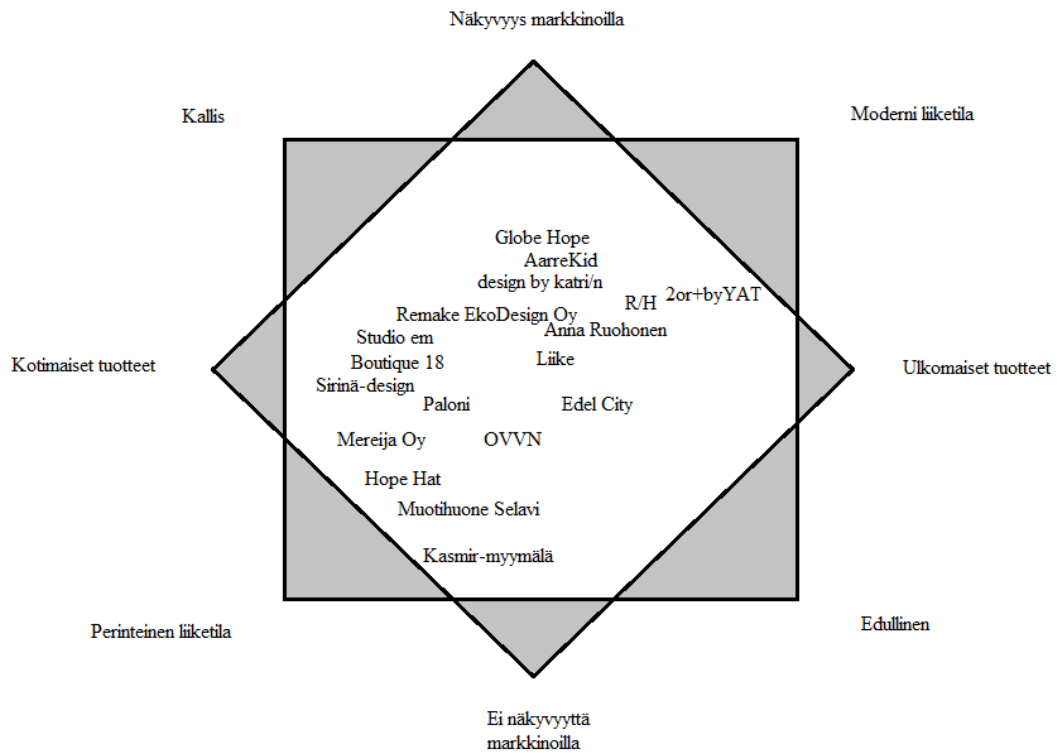 Näkyvyys markkinoilla
Kallis
Moderni liiketila
Globe Hope
AarreKid
design by katri/n
2or+byYAT
R/H
Remake EkoDesign Oy
Anna Ruohonen
Studio em
Liike
Boutique 18
Kotimaiset tuotteet
Ulkomaiset tuotteet
Sirinä-design
Paloni
Edel City
Mereija Oy
OVVN
Hope Hat
Muotihuone Selavi
Kasmir-myymälä
Perinteinen liiketila
Edullinen
Ei näkyvyyttä
markkinoilla